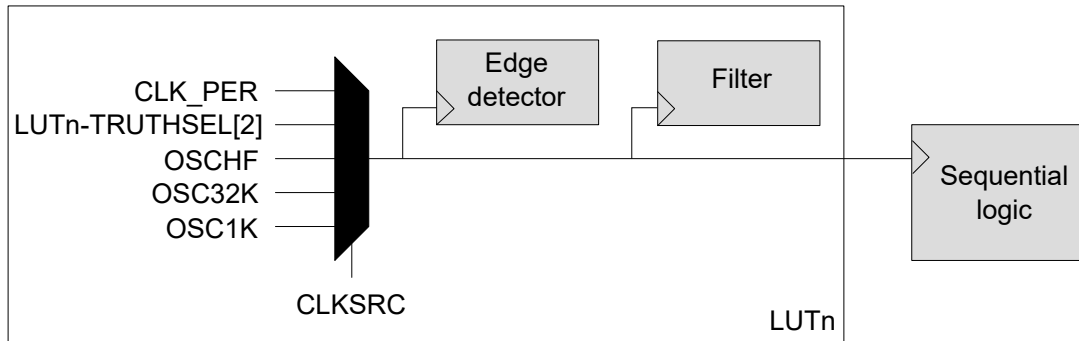 Edge
detector
Filter
CLK_PER
LUTn-TRUTHSEL[2]
OSCHF
OSC32K
OSC1K
Sequential
logic
CLKSRC
LUTn